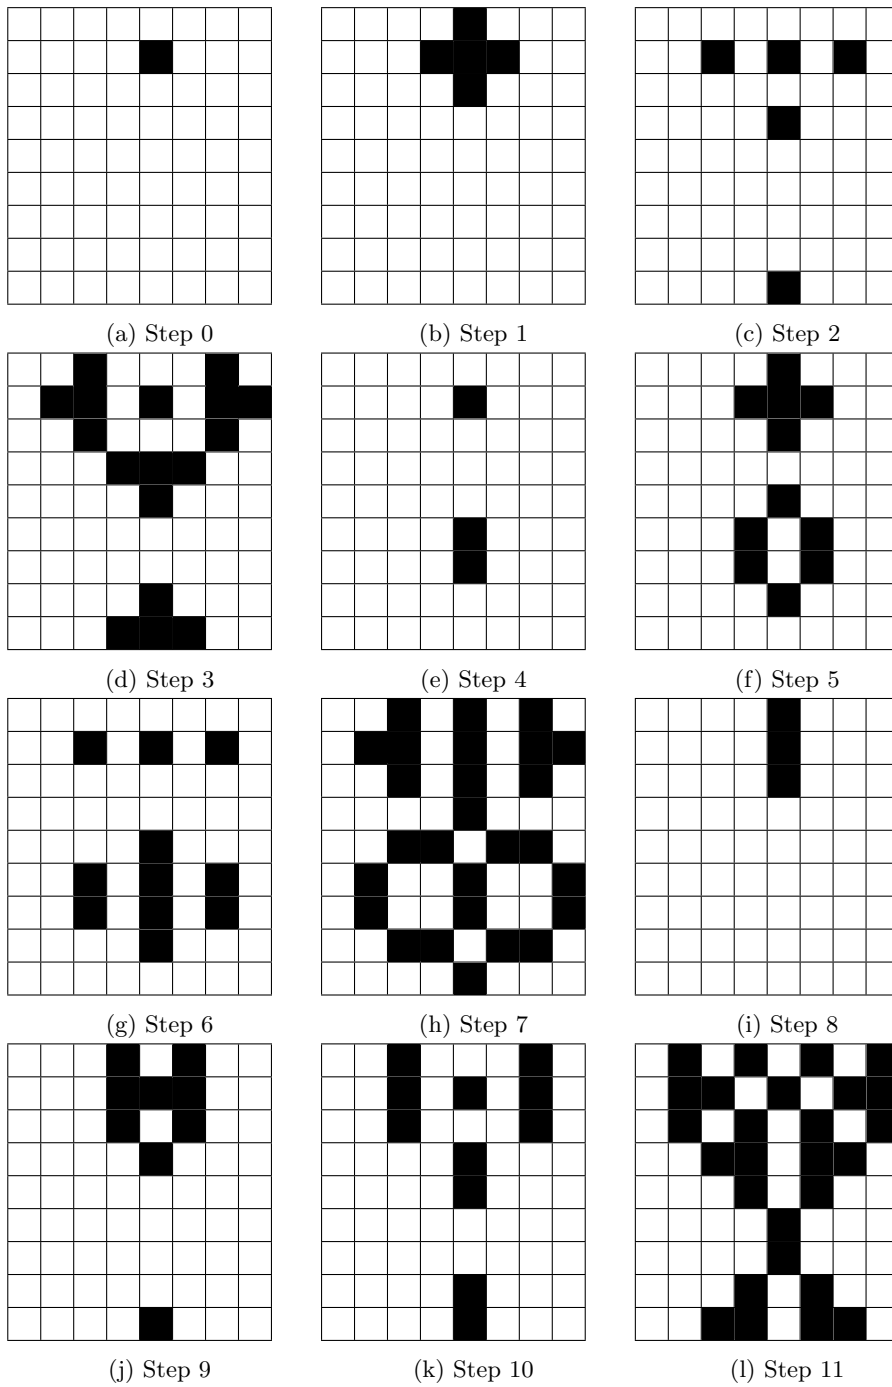 (a) Step 0
(b) Step 1
(c) Step 2
(d) Step 3
(e) Step 4
(f) Step 5
(g) Step 6
(h) Step 7
(i) Step 8
(j) Step 9
(k) Step 10
(l) Step 11